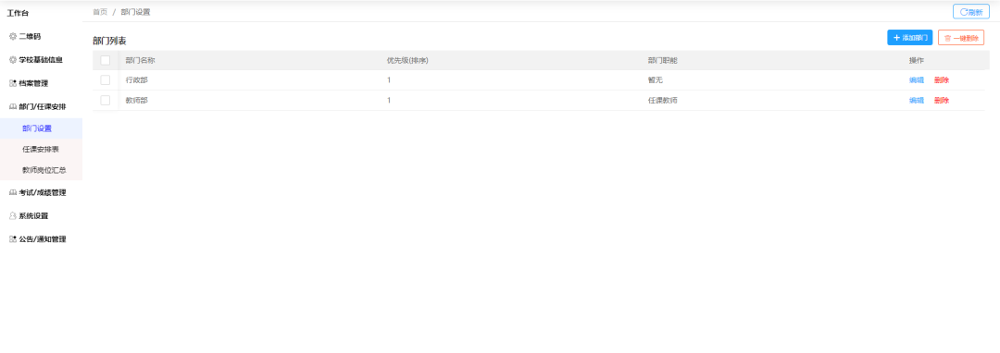 工作台
首页 / 部门设置
刷新
二维码
学校基础信息
档案管理
部门/任课安排
部门设置
任课安排表
教师岗位汇总
考试/成绩管理
系统设置
公告/通知管理
部门列表
+ 添加部门
一键删除
部门名称 优先级(排序) 部门职能 操作
行政部 1 暂无 编辑 删除
教师部 1 任课教师 编辑 删除